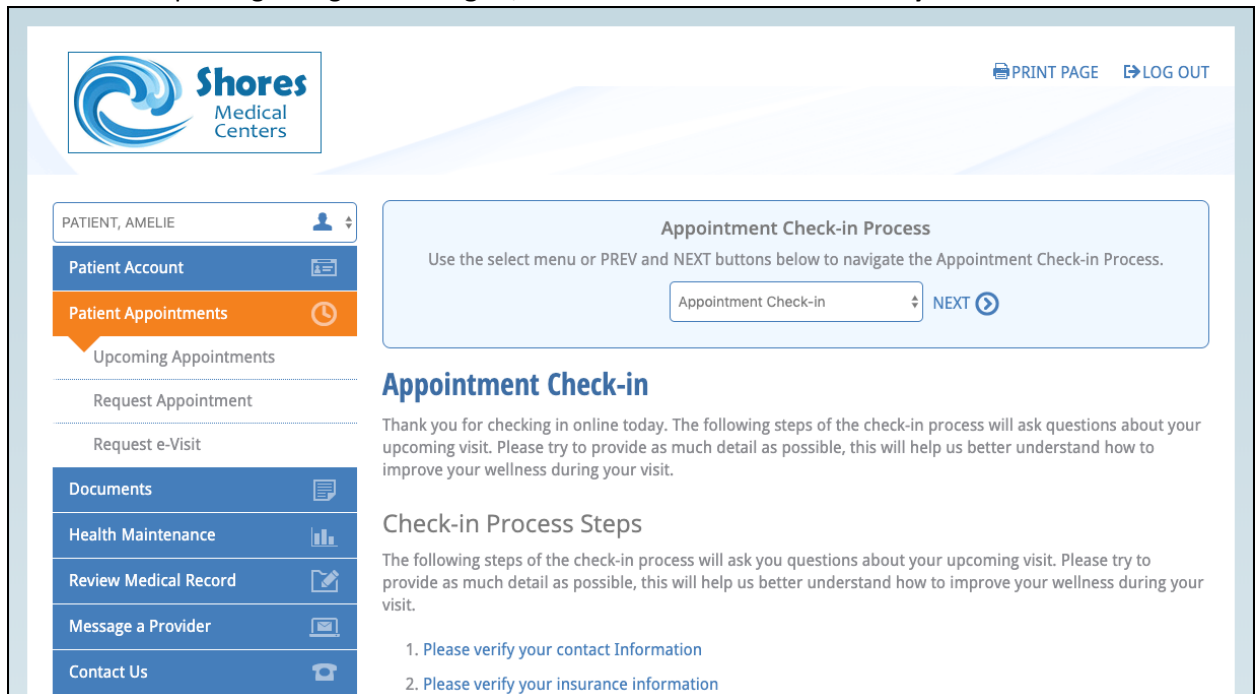 Shores
Medical
Centers
PRINT PAGE LOG OUT
PATIENT, AMELIE
Patient Account
Patient Appointments
Upcoming Appointments
Request Appointment
Request e-Visit
Documents
Health Maintenance
Review Medical Record
Message a Provider
Contact Us
Appointment Check-in Process
Use the select menu or PREV and NEXT buttons below to navigate the Appointment Check-in Process.
Appointment Check-in NEXT
Appointment Check-in
Thank you for checking in online today. The following steps of the check-in process will ask questions about your
upcoming visit. Please try to provide as much detail as possible, this will help us better understand how to
improve your wellness during your visit.
Check-in Process Steps
The following steps of the check-in process will ask you questions about your upcoming visit. Please try to
provide as much detail as possible, this will help us better understand how to improve your wellness during your
visit.
1. Please verify your contact Information
2. Please verify your insurance information